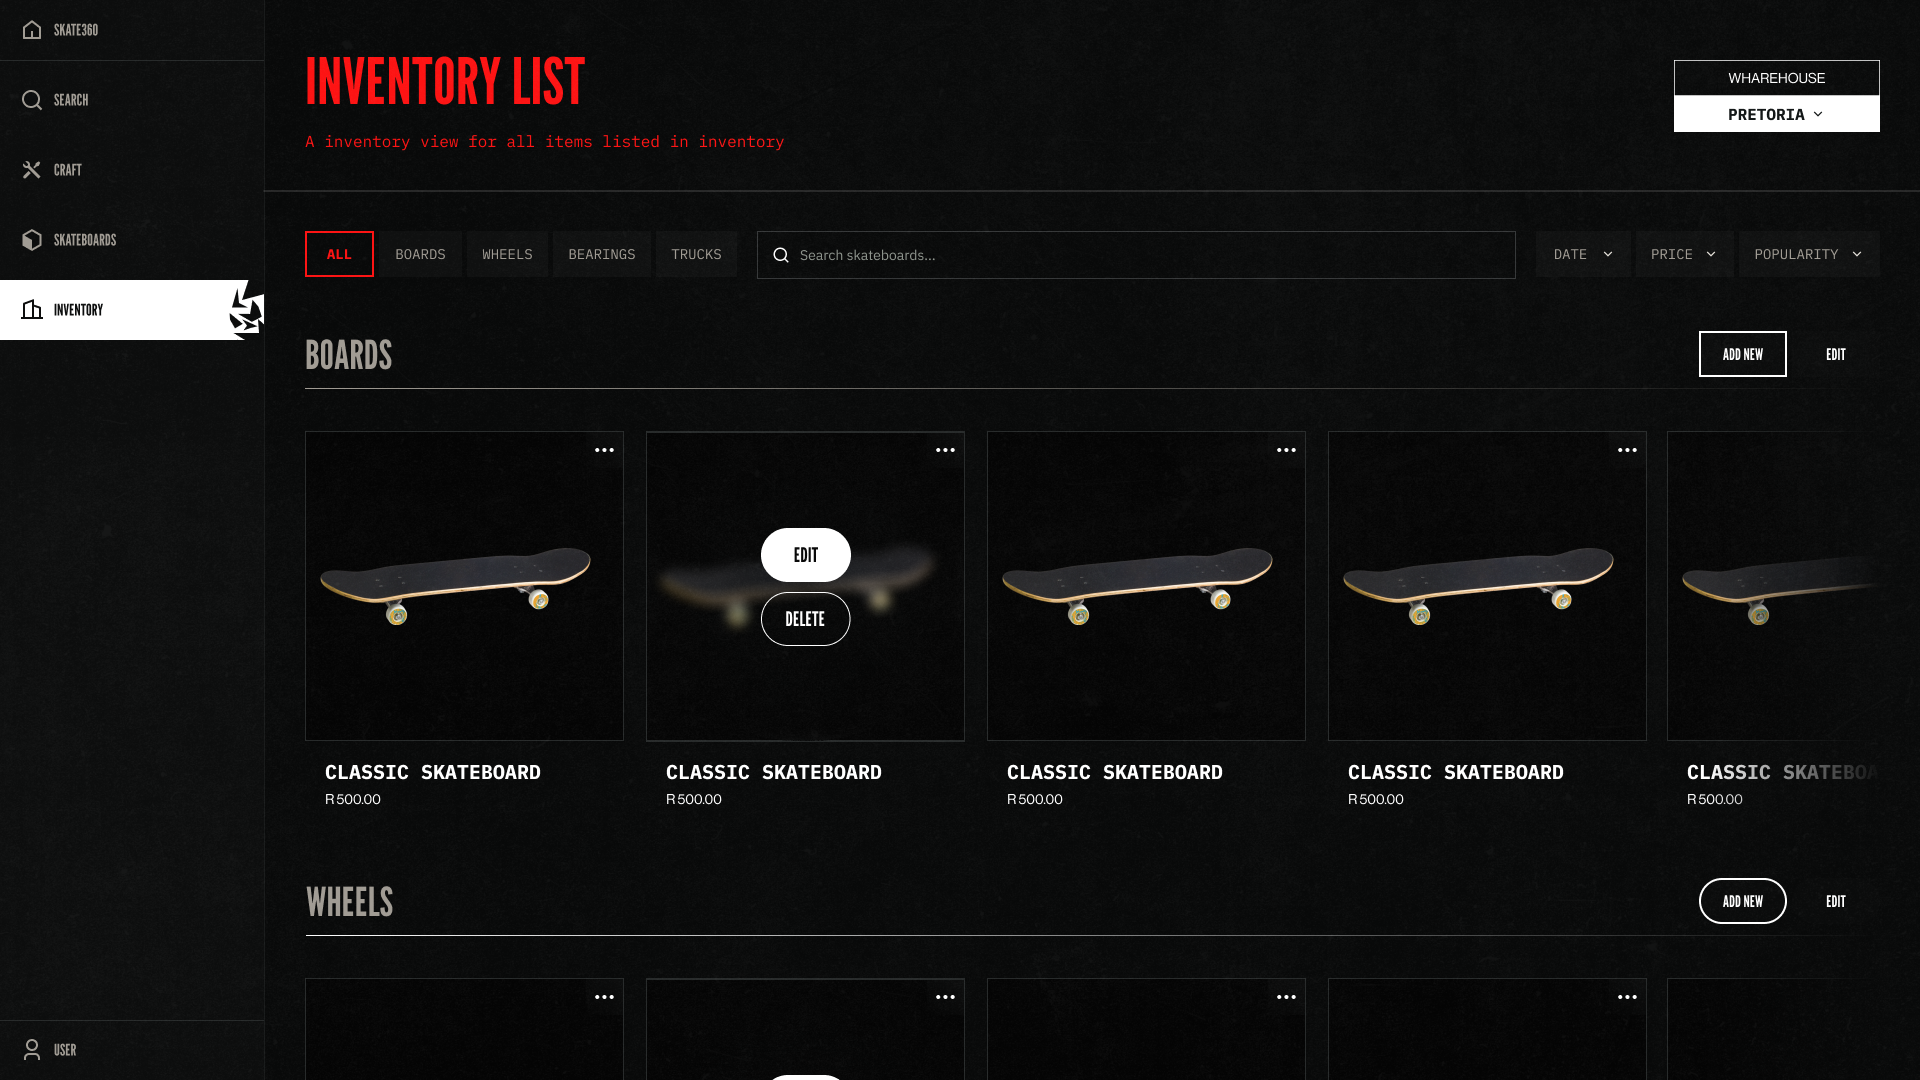 SKATE360
SEARCH
CRAFT
SKATEBOARDS
INVENTORY
USER
INVENTORY LIST
A inventory view for all items listed in inventory
WHAREHOUSE
PRETORIA
ALL BOARDS WHEELS BEARINGS TRUCKS Search skateboards... DATE PRICE POPULARITY
BOARDS ADD NEW EDIT
EDIT
DELETE
CLASSIC SKATEBOARD CLASSIC SKATEBOARD CLASSIC SKATEBOARD CLASSIC SKATEBOARD CLASSIC SKATEBOA
R 500.00 R 500.00 R 500.00 R 500.00 R 500.00
WHEELS ADD NEW EDIT